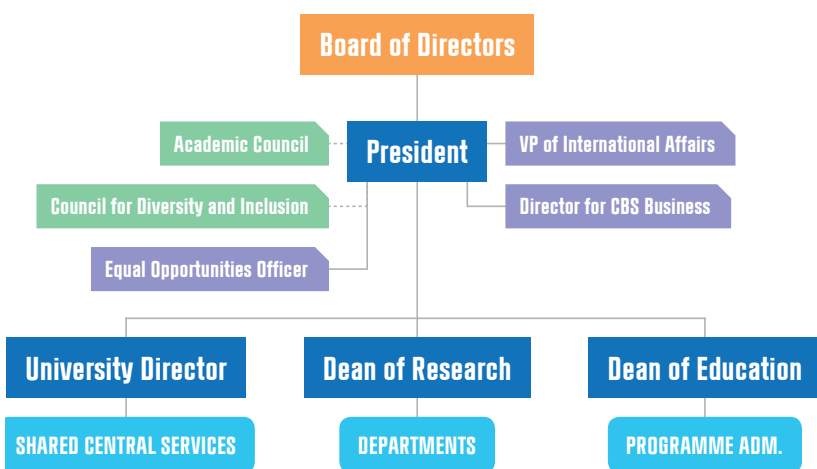 Board of Directors
Academic Council
President
VP of International Affairs
Council for Diversity and Inclusion
Director for CBS Business
Equal Opportunities Officer
University Director
Dean of Research
Dean of Education
SHARED CENTRAL SERVICES
DEPARTMENTS
PROGRAMME ADM.